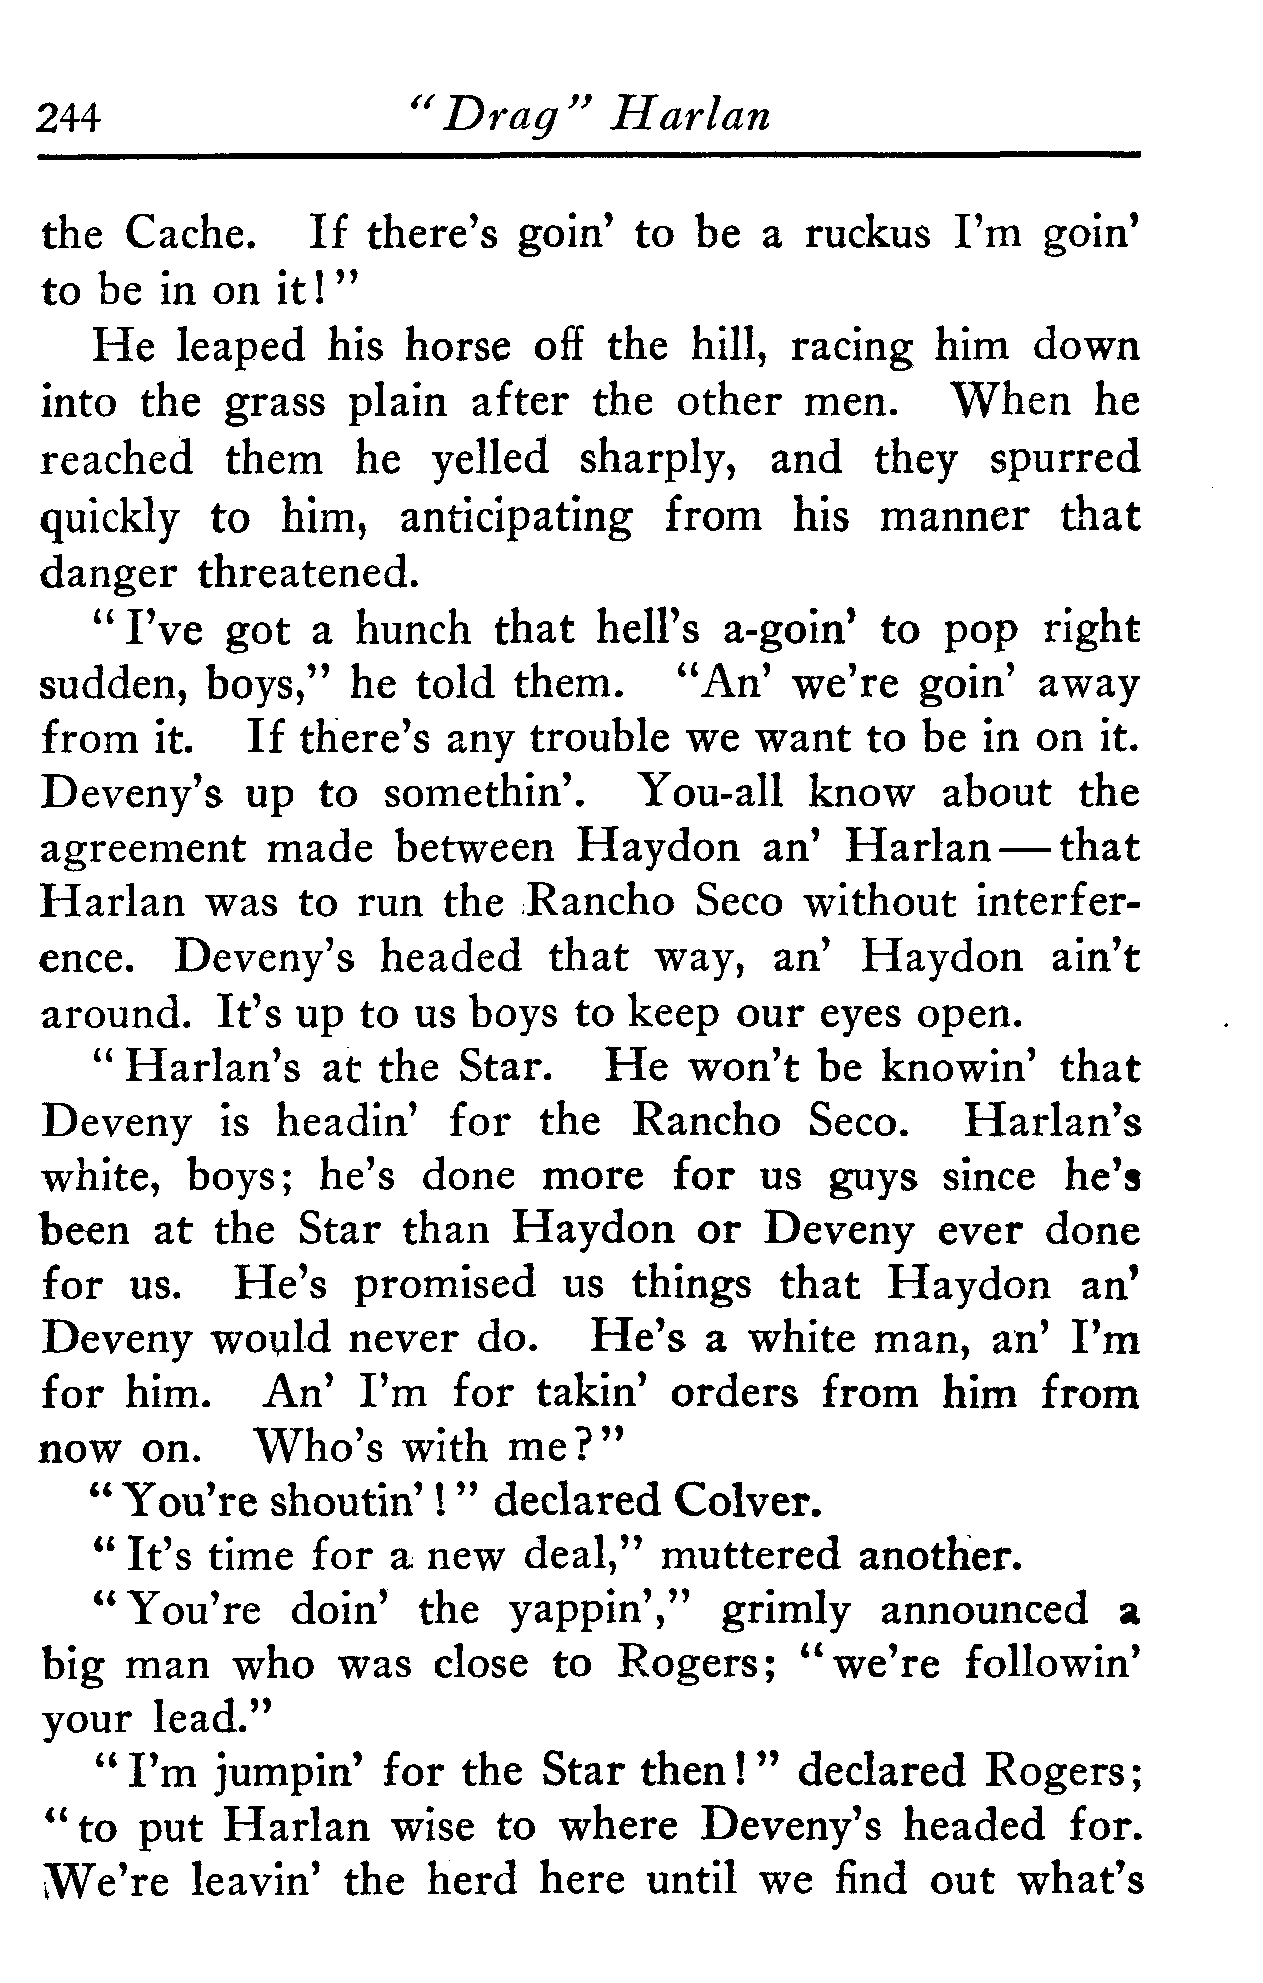 244 "Drag" Harlan
the Cache. If there's goin' to be a ruckus I'm goin'
to be in on it!"
He leaped his horse off the hill, racing him down
into the grass plain after the other men. When he
reached them he yelled sharply, and they spurred
quickly to him, anticipating from his manner that
danger threatened.
"I've got a hunch that hell's a-goin' to pop right
sudden, boys," he told them. "An' we're goin' away
from it. If there's any trouble we want to be in on it.
Deveny's up to somethin'. You-all know about the
agreement made between Haydon an' Harlan—that
Harlan was to run the Rancho Seco without interfer-
ence. Deveny's headed that way, an' Haydon ain't
around. It's up to us boys to keep our eyes open.
"Harlan's at the Star. He won't be knowin' that
Deveny is headin' for the Rancho Seco. Harlan's
white, boys; he's done more for us guys since he's
been at the Star than Haydon or Deveny ever done
for us. He's promised us things that Haydon an'
Deveny would never do. He's a white man, an' I'm
for him. An' I'm for takin' orders from him from
now on. Who's with me?"
"You're shoutin'!" declared Colver.
"It's time for a new deal," muttered another.
"You're doin' the yappin'," grimly announced a
big man who was close to Rogers; "we're followin'
your lead."
"I'm jumpin' for the Star then!" declared Rogers;
"to put Harlan wise to where Deveny's headed for.
We're leavin' the herd here until we find out what's